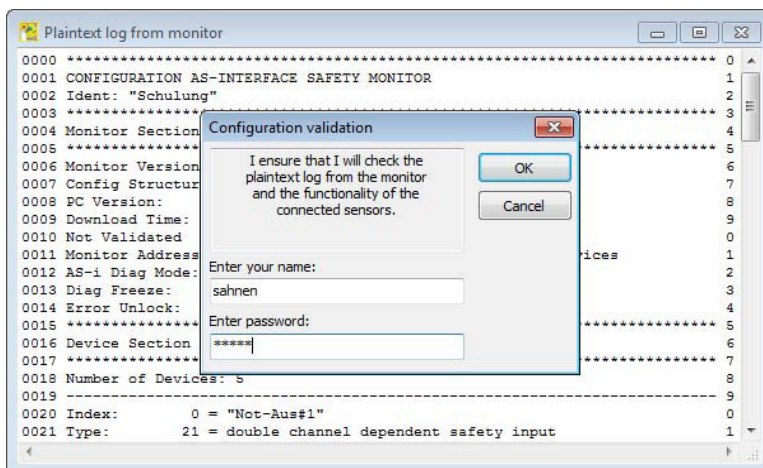 Plaintext log from monitor
0000 ************************************************************************** 0
0001 CONFIGURATION AS-INTERFACE SAFETY MONITOR 1
0002 Ident: "Schulung" 2
0003 ************************************************************************** 3
0004 Monitor Section 4
0005 ************************************************************************** 5
0006 Monitor Version 6
0007 Config Structur 7
0008 PC Version: 8
0009 Download Time: 9
0010 Not Validated 0
0011 Monitor Address ices 1
0012 AS-i Diag Mode: 2
0013 Diag Freeze: 3
0014 Error Unlock: 4
0015 ************************************************************************** 5
0016 Device Section 6
0017 ************************************************************************** 7
0018 Number of Devices: 5 8
0019 -------------------------------------------------------------------------- 9
0020 Index: 0 = "Not-Aus#1" 0
0021 Type: 21 = double channel dependent safety input 1
Configuration validation
I ensure that I will check the
plaintext log from the monitor
and the functionality of the
connected sensors.
OK
Cancel
Enter your name:
sahnen
Enter password:
*****